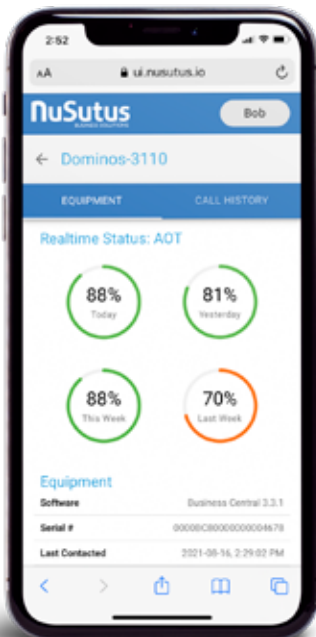 2:52
AA ui.nusutus.io
NuSutus
BUSINESS SOLUTIONS
Bob
← Dominos-3110
EQUIPMENT CALL HISTORY
Realtime Status: AOT
88% 81%
Today Yesterday
88% 70%
This Week Last Week
Equipment
Software Business Central 3.3.1
Last Contacted 2021-08-16, 2:29:02 PM
Serial #